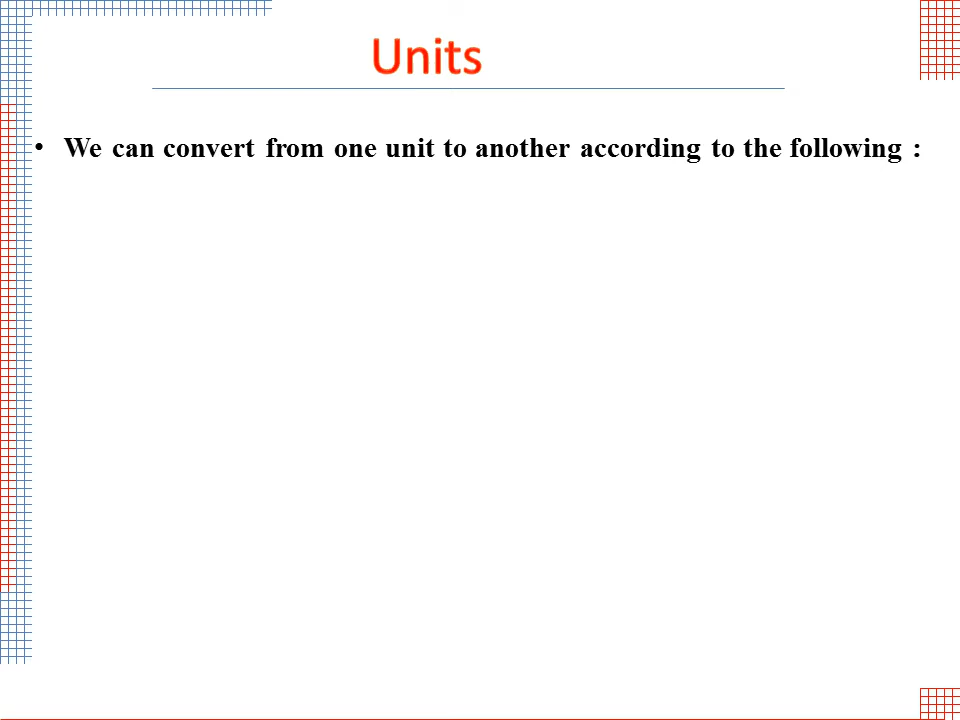 Units
• We can convert from one unit to another according to the following :